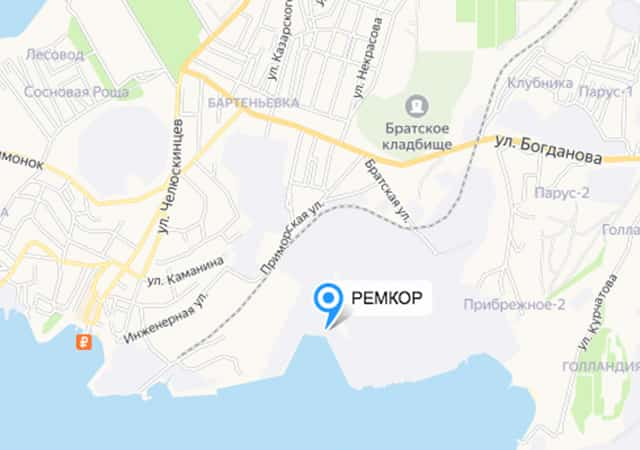 ул. Казарского
ул. Некрасова
Лесовод
Сосновая Роща
Клубника
Парус-1
БАРТЕНЬЕВКА
Братское
кладбище
ул. Богданова
ул. Челюскинцев
Братская ул.
Парус-2
Приморская ул.
ул. Каманина
Инженерная ул.
РЕМКОР
Прибрежное-2
ул. Курчатова
ГОЛЛАНДИЯ
₽